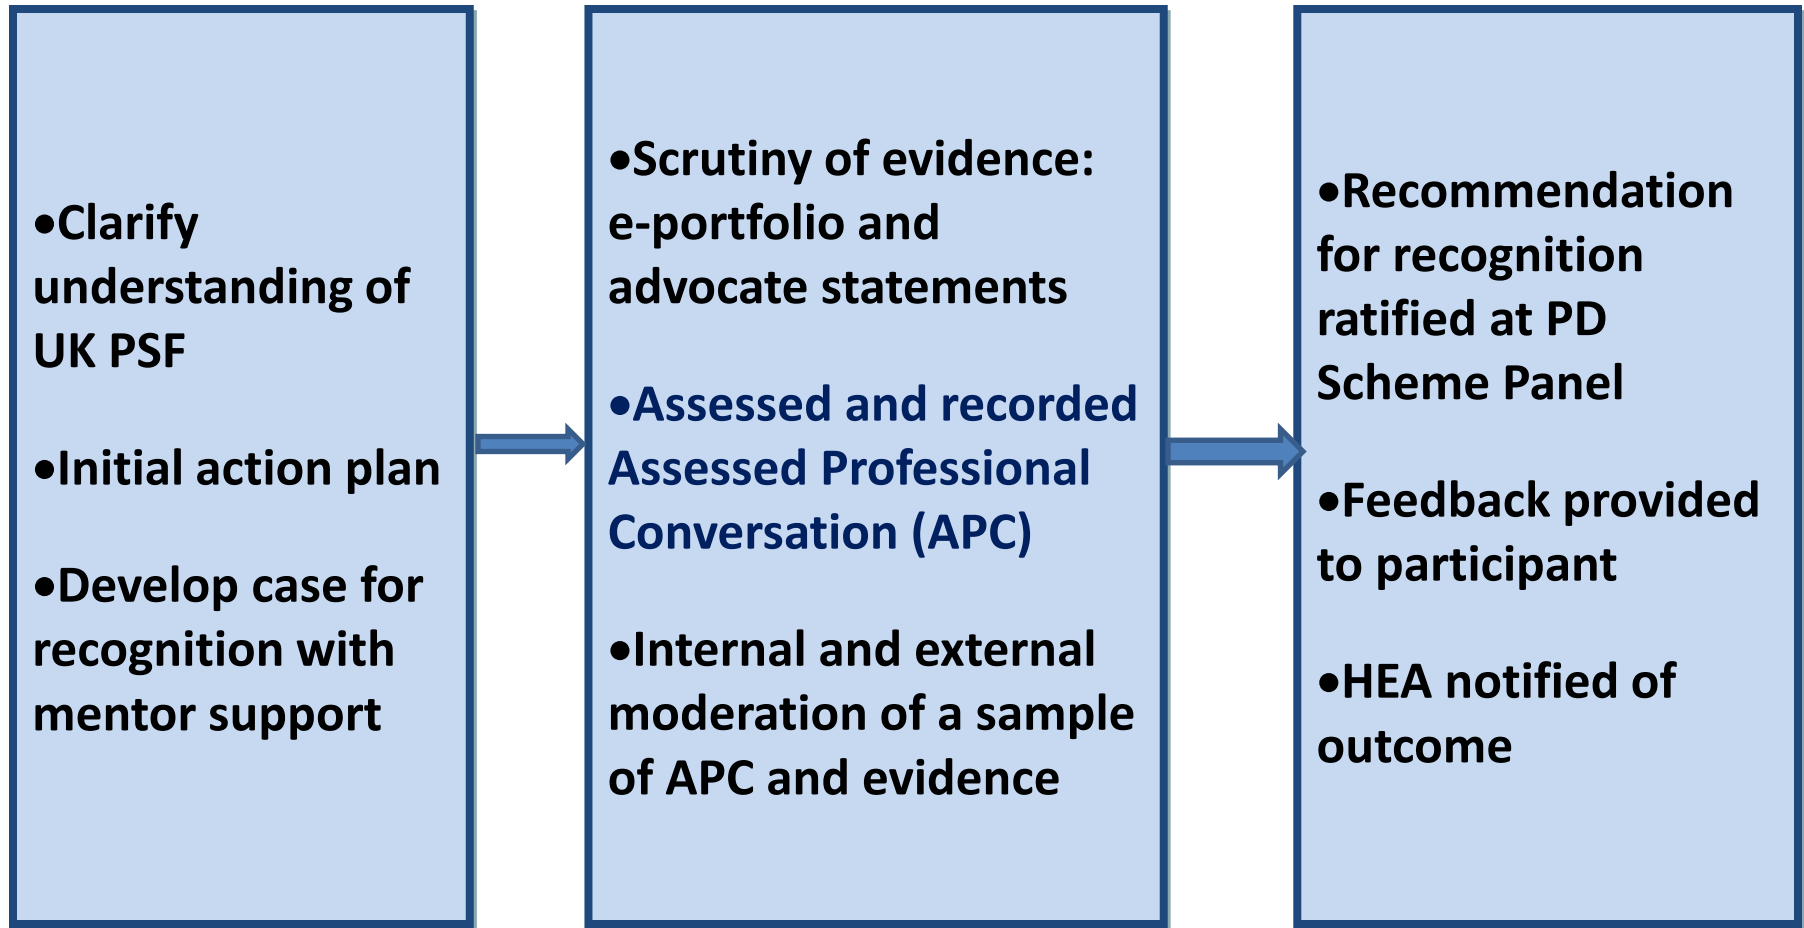 •Clarify
understanding of
UK PSF
•Initial action plan
•Develop case for
recognition with
mentor support
•Scrutiny of evidence:
e-portfolio and
advocate statements
•Assessed and recorded
Assessed Professional
Conversation (APC)
•Internal and external
moderation of a sample
of APC and evidence
•Recommendation
for recognition
ratified at PD
Scheme Panel
•Feedback provided
to participant
•HEA notified of
outcome